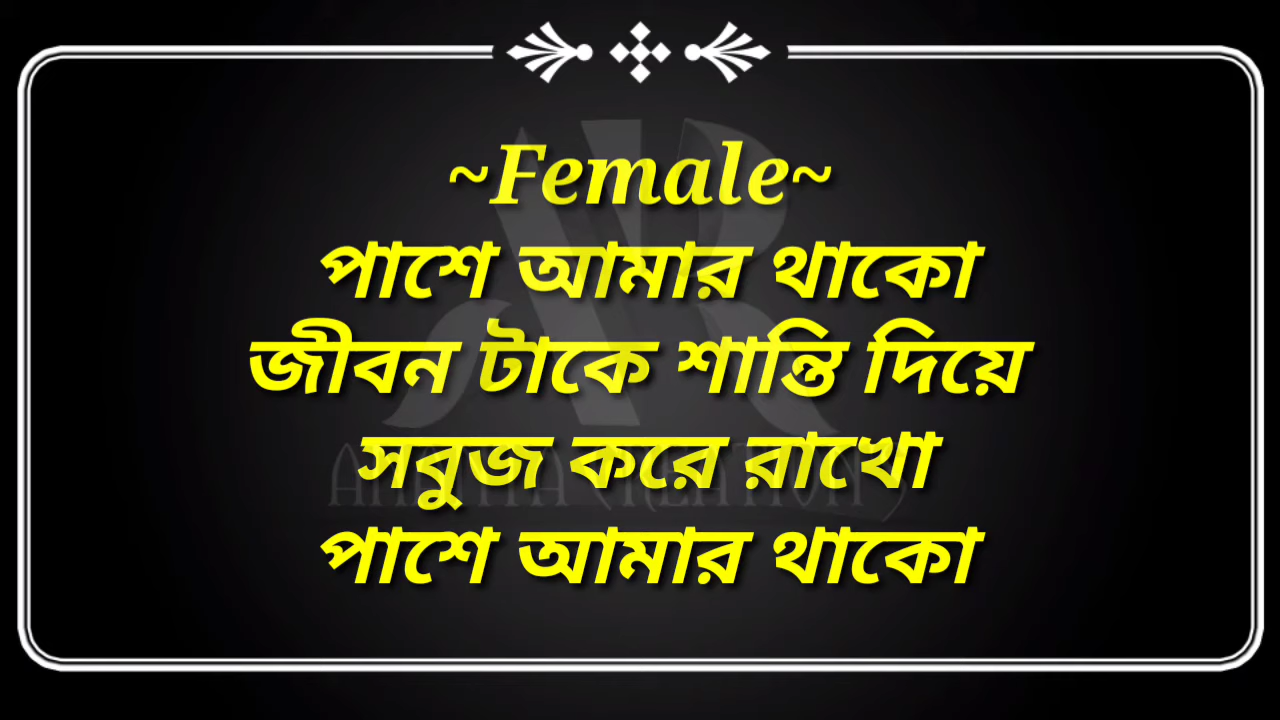 ~Female~
পাশে আমার থাকো
জীবন টাকে শান্তি দিয়ে
সবুজ করে রাখো
পাশে আমার থাকো